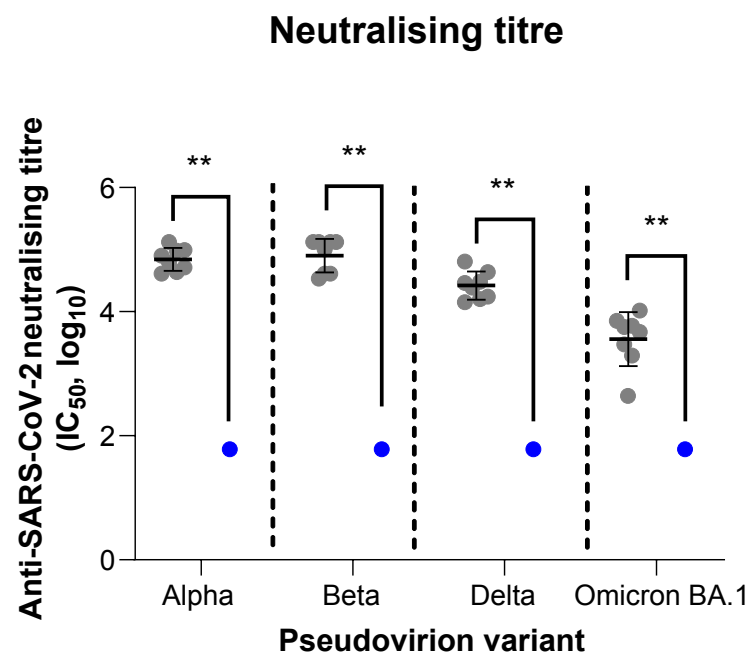 Neutralising titre
Anti-SARS-CoV-2 neutralising titre
(IC50, log10)
**
**
**
**
6
4
2
0
Alpha
Beta
Delta
Omicron BA.1
Pseudovirion variant